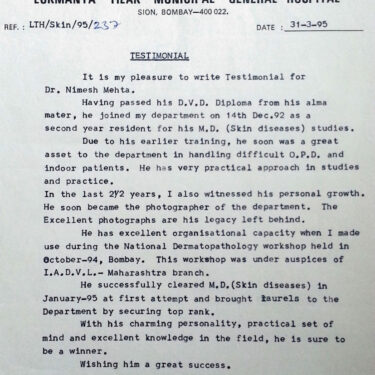 LOKMANYA TILAK MUNICIPAL GENERAL HOSPITAL
SION, BOMBAY—400 022.
REF.: LTH/Skin/95/237 DATE : 31-3-95
TESTIMONIAL
It is my pleasure to write Testimonial for
Dr. Nimesh Mehta.
Having passed his D.V.D. Diploma from his alma
mater, he joined my department on 14th Dec.92 as a
second year resident for his M.D. (Skin diseases) studies.
Due to his earlier training, he soon was a great
asset to the department in handling difficult O.P.D. and
indoor patients. He has very practical approach in studies
and practice.
In the last 2½ years, I also witnessed his personal growth.
He soon became the photographer of the department. The
Excellent photographs are his legacy left behind.
He has excellent organisational capacity when I made
use during the National Dermatopathology workshop held in
October-94, Bombay. This workshop was under auspices of
I.A.D.V.L.- Maharashtra branch.
He successfully cleared M.D.(Skin diseases) in
January-95 at first attempt and brought laurels to the
Department by securing top rank.
With his charming personality, practical set of
mind and excellent knowledge in the field, he is sure to
be a winner.
Wishing him a great success.